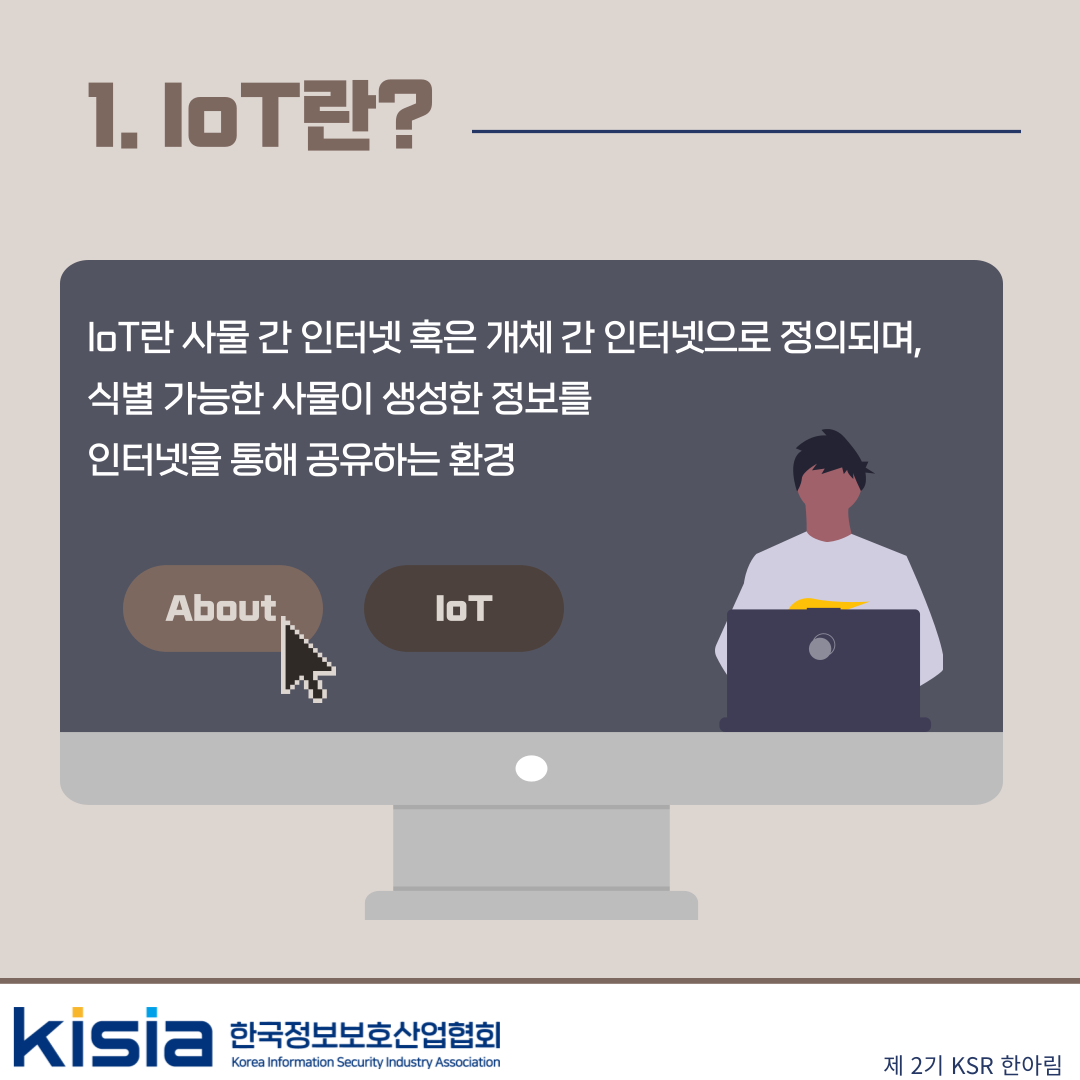 1. IoT란?
IoT란 사물 간 인터넷 혹은 개체 간 인터넷으로 정의되며,
식별 가능한 사물이 생성한 정보를
인터넷을 통해 공유하는 환경
About
IoT
kisia 한국정보보호산업협회
Korea Information Security Industry Association
제 2기 KSR 한아림